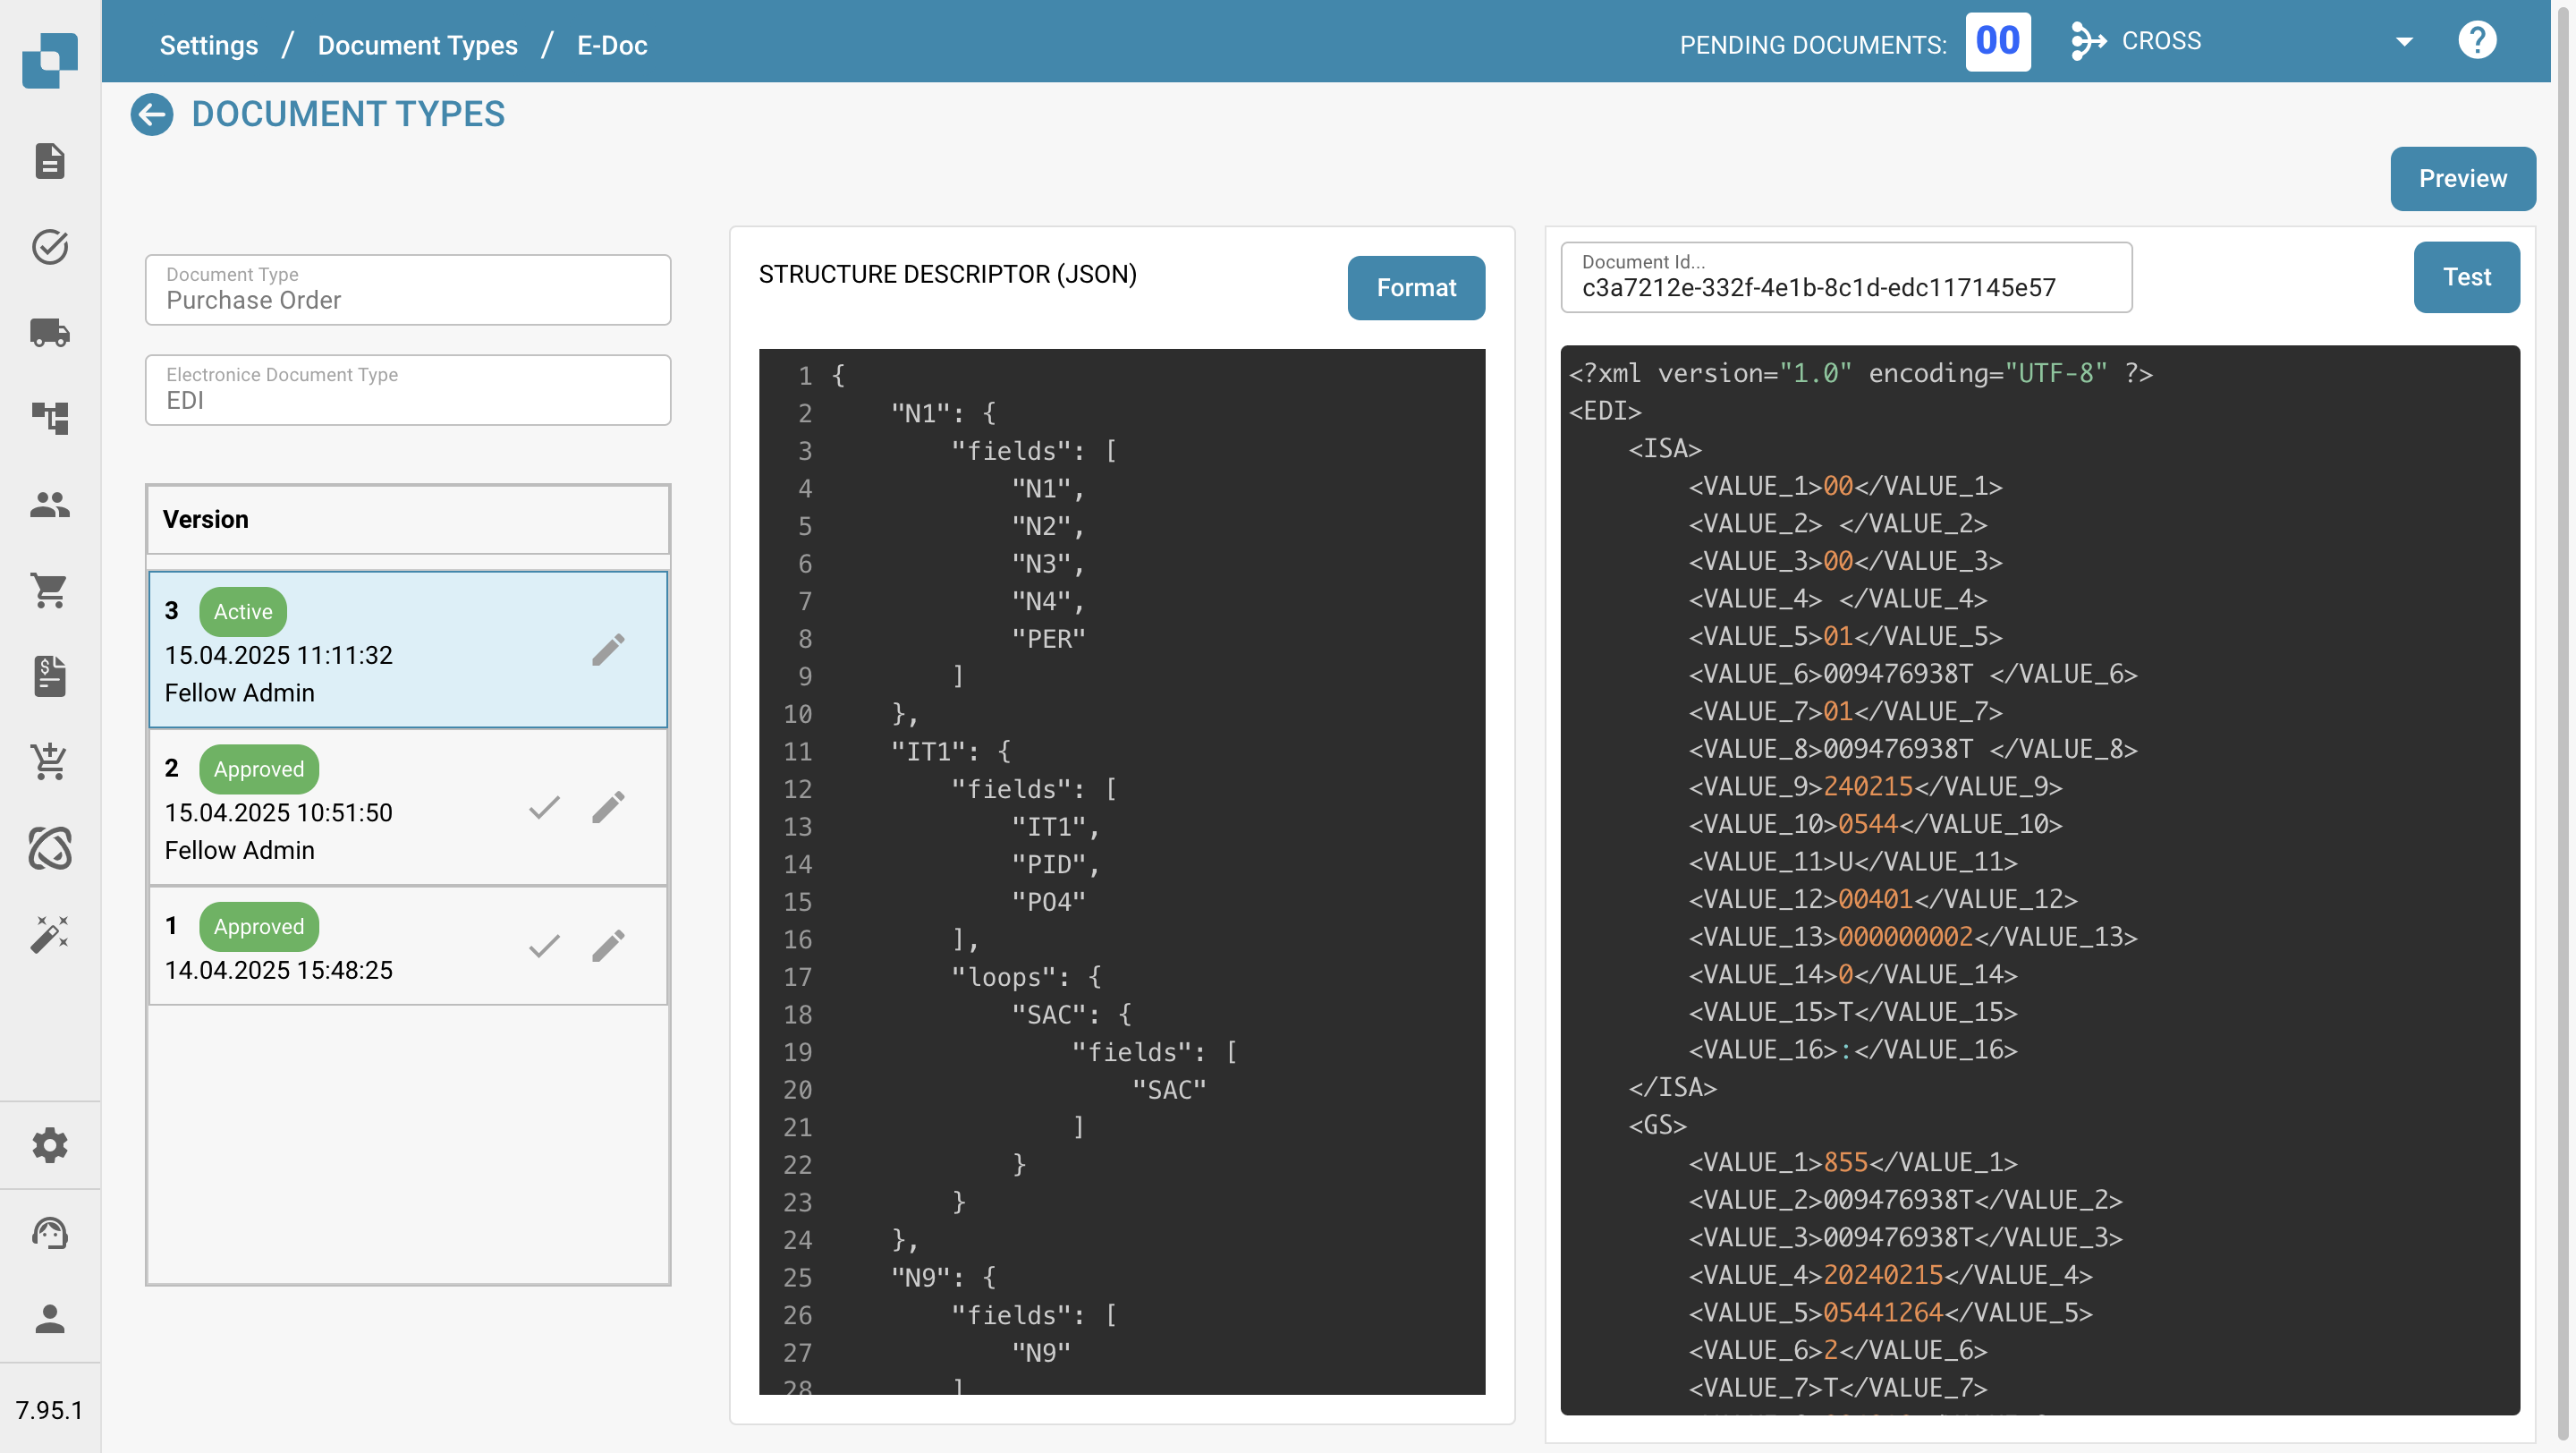 Settings / Document Types / E-Doc
PENDING DOCUMENTS: 00 CROSS ?
DOCUMENT TYPES
Preview
Document Type
Purchase Order
Electronice Document Type
EDI
Version
3 Active
15.04.2025 11:11:32
Fellow Admin
2 Approved
15.04.2025 10:51:50
Fellow Admin
1 Approved
14.04.2025 15:48:25
7.95.1
STRUCTURE DESCRIPTOR (JSON)
Format
1 {
2 "N1": {
3 "fields": [
4 "N1",
5 "N2",
6 "N3",
7 "N4",
8 "PER"
9 ]
10 },
11 "IT1": {
12 "fields": [
13 "IT1",
14 "PID",
15 "PO4"
16 ],
17 "loops": {
18 "SAC": {
19 "fields": [
20 "SAC"
21 ]
22 }
23 }
24 },
25 "N9": {
26 "fields": [
27 "N9"
28 ]
Document Id...
c3a7212e-332f-4e1b-8c1d-edc117145e57
Test
<?xml version="1.0" encoding="UTF-8" ?>
<EDI>
<ISA>
<VALUE_1>00</VALUE_1>
<VALUE_2> </VALUE_2>
<VALUE_3>00</VALUE_3>
<VALUE_4> </VALUE_4>
<VALUE_5>01</VALUE_5>
<VALUE_6>009476938T </VALUE_6>
<VALUE_7>01</VALUE_7>
<VALUE_8>009476938T </VALUE_8>
<VALUE_9>240215</VALUE_9>
<VALUE_10>0544</VALUE_10>
<VALUE_11>U</VALUE_11>
<VALUE_12>00401</VALUE_12>
<VALUE_13>000000002</VALUE_13>
<VALUE_14>0</VALUE_14>
<VALUE_15>T</VALUE_15>
<VALUE_16>:</VALUE_16>
</ISA>
<GS>
<VALUE_1>855</VALUE_1>
<VALUE_2>009476938T</VALUE_2>
<VALUE_3>009476938T</VALUE_3>
<VALUE_4>20240215</VALUE_4>
<VALUE_5>05441264</VALUE_5>
<VALUE_6>2</VALUE_6>
<VALUE_7>T</VALUE_7>